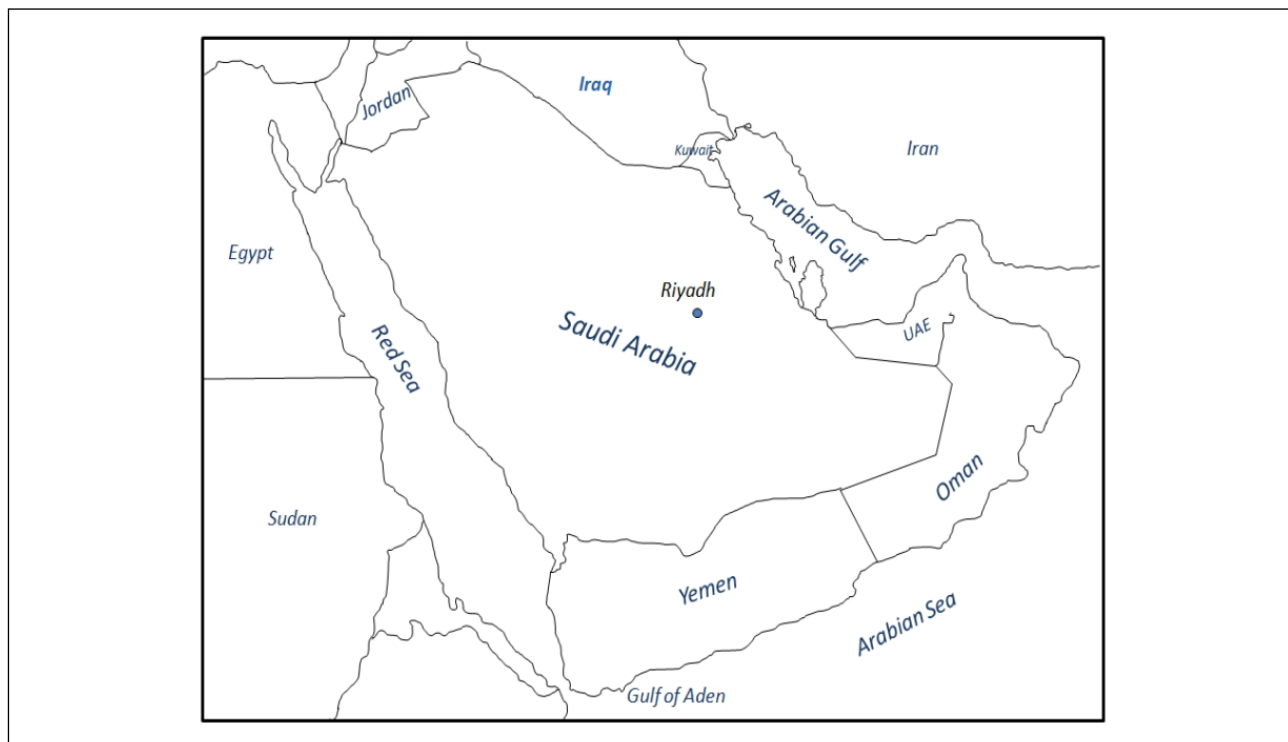 Iraq
Jordan
Kuwait
Iran
Arabian Gulf
Egypt
Riyadh
Saudi Arabia
UAE
Red Sea
Oman
Sudan
Yemen
Arabian Sea
Gulf of Aden